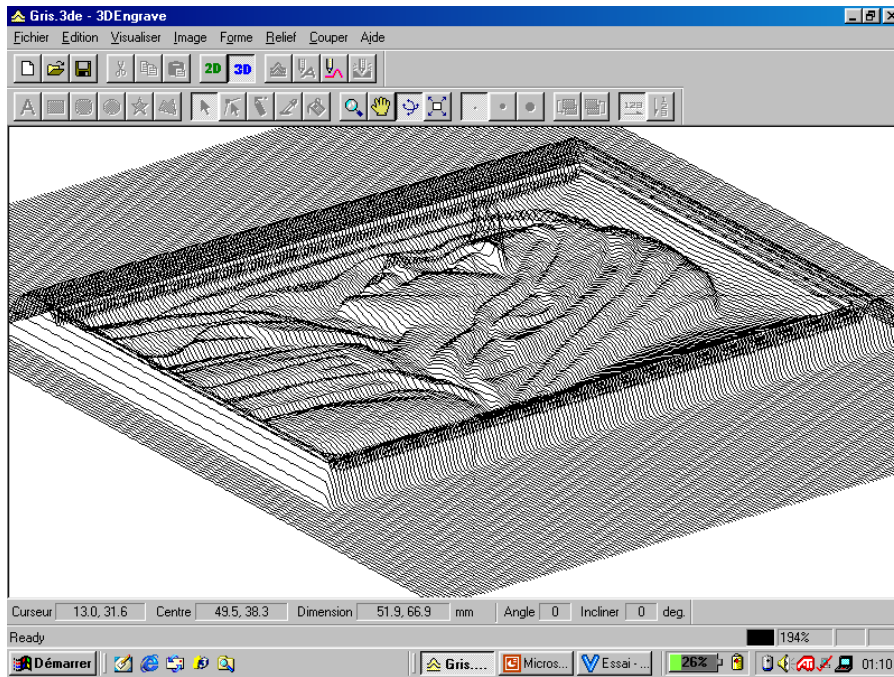 Gris.3de - 3DEngrave
Fichier Edition Visualiser Image Forme Relief Couper Aide
2D 3D
A 123
Curseur 13.0, 31.6 Centre 49.5, 38.3 Dimension 51.9, 66.9 mm Angle 0 Incliner 0 deg.
Ready 194%
Démarrer Gris.... Micros... Essai - ... 26% 01:10